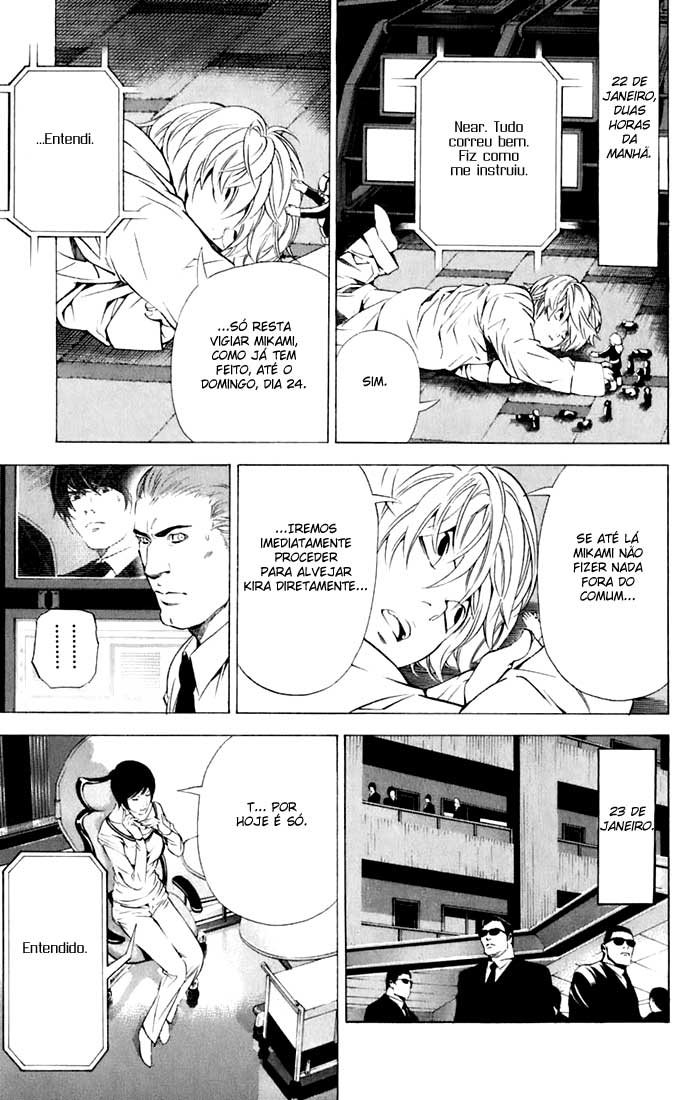 22 DE
JANEIRO,
DUAS
HORAS
DA
MANHÃ.
Near. Tudo
correu bem.
Fiz como
me instruiu.
SIM.
...Entendi.
...SÓ RESTA
VIGIAR MIKAMI,
COMO JÁ TEM
FEITO, ATÉ O
DOMINGO, DIA 24.
SE ATÉ LÁ
MIKAMI NÃO
FIZER NADA
FORA DO
COMUM...
...IREMOS
IMEDIATAMENTE
PROCEDER
PARA ALVEJAR
KIRA DIRETAMENTE...
23 DE
JANEIRO.
T... POR
HOJE É SÓ.
Entendido.